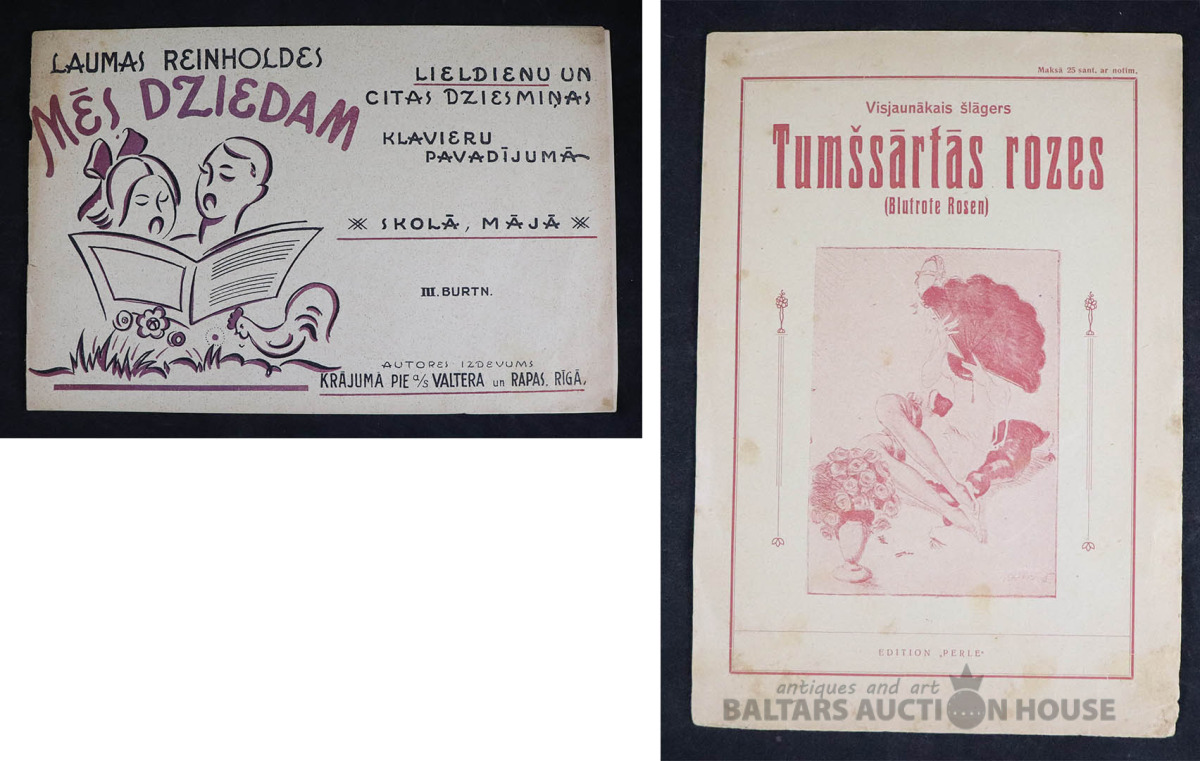 LAUMAS REINHOLDES
MĒS DZIEDAM
LIELDIENU UN
CITAS DZIESMIŅAS
KLAVIERU
PAVADĪJUMĀ
SKOLĀ, MĀJĀ
III. BURTN.
AUTORES IZDEVUMS
KRĀJUMĀ PIE a/s VALTERA un RAPAS, RĪGĀ,
Maksā 25 sant. ar notīm.
Visjaunākais šlāgers
Tumšsārtās rozes
(Blutrote Rosen)
EDITION „PERLE"
antiques and art
BALTARS AUCTION HOUSE